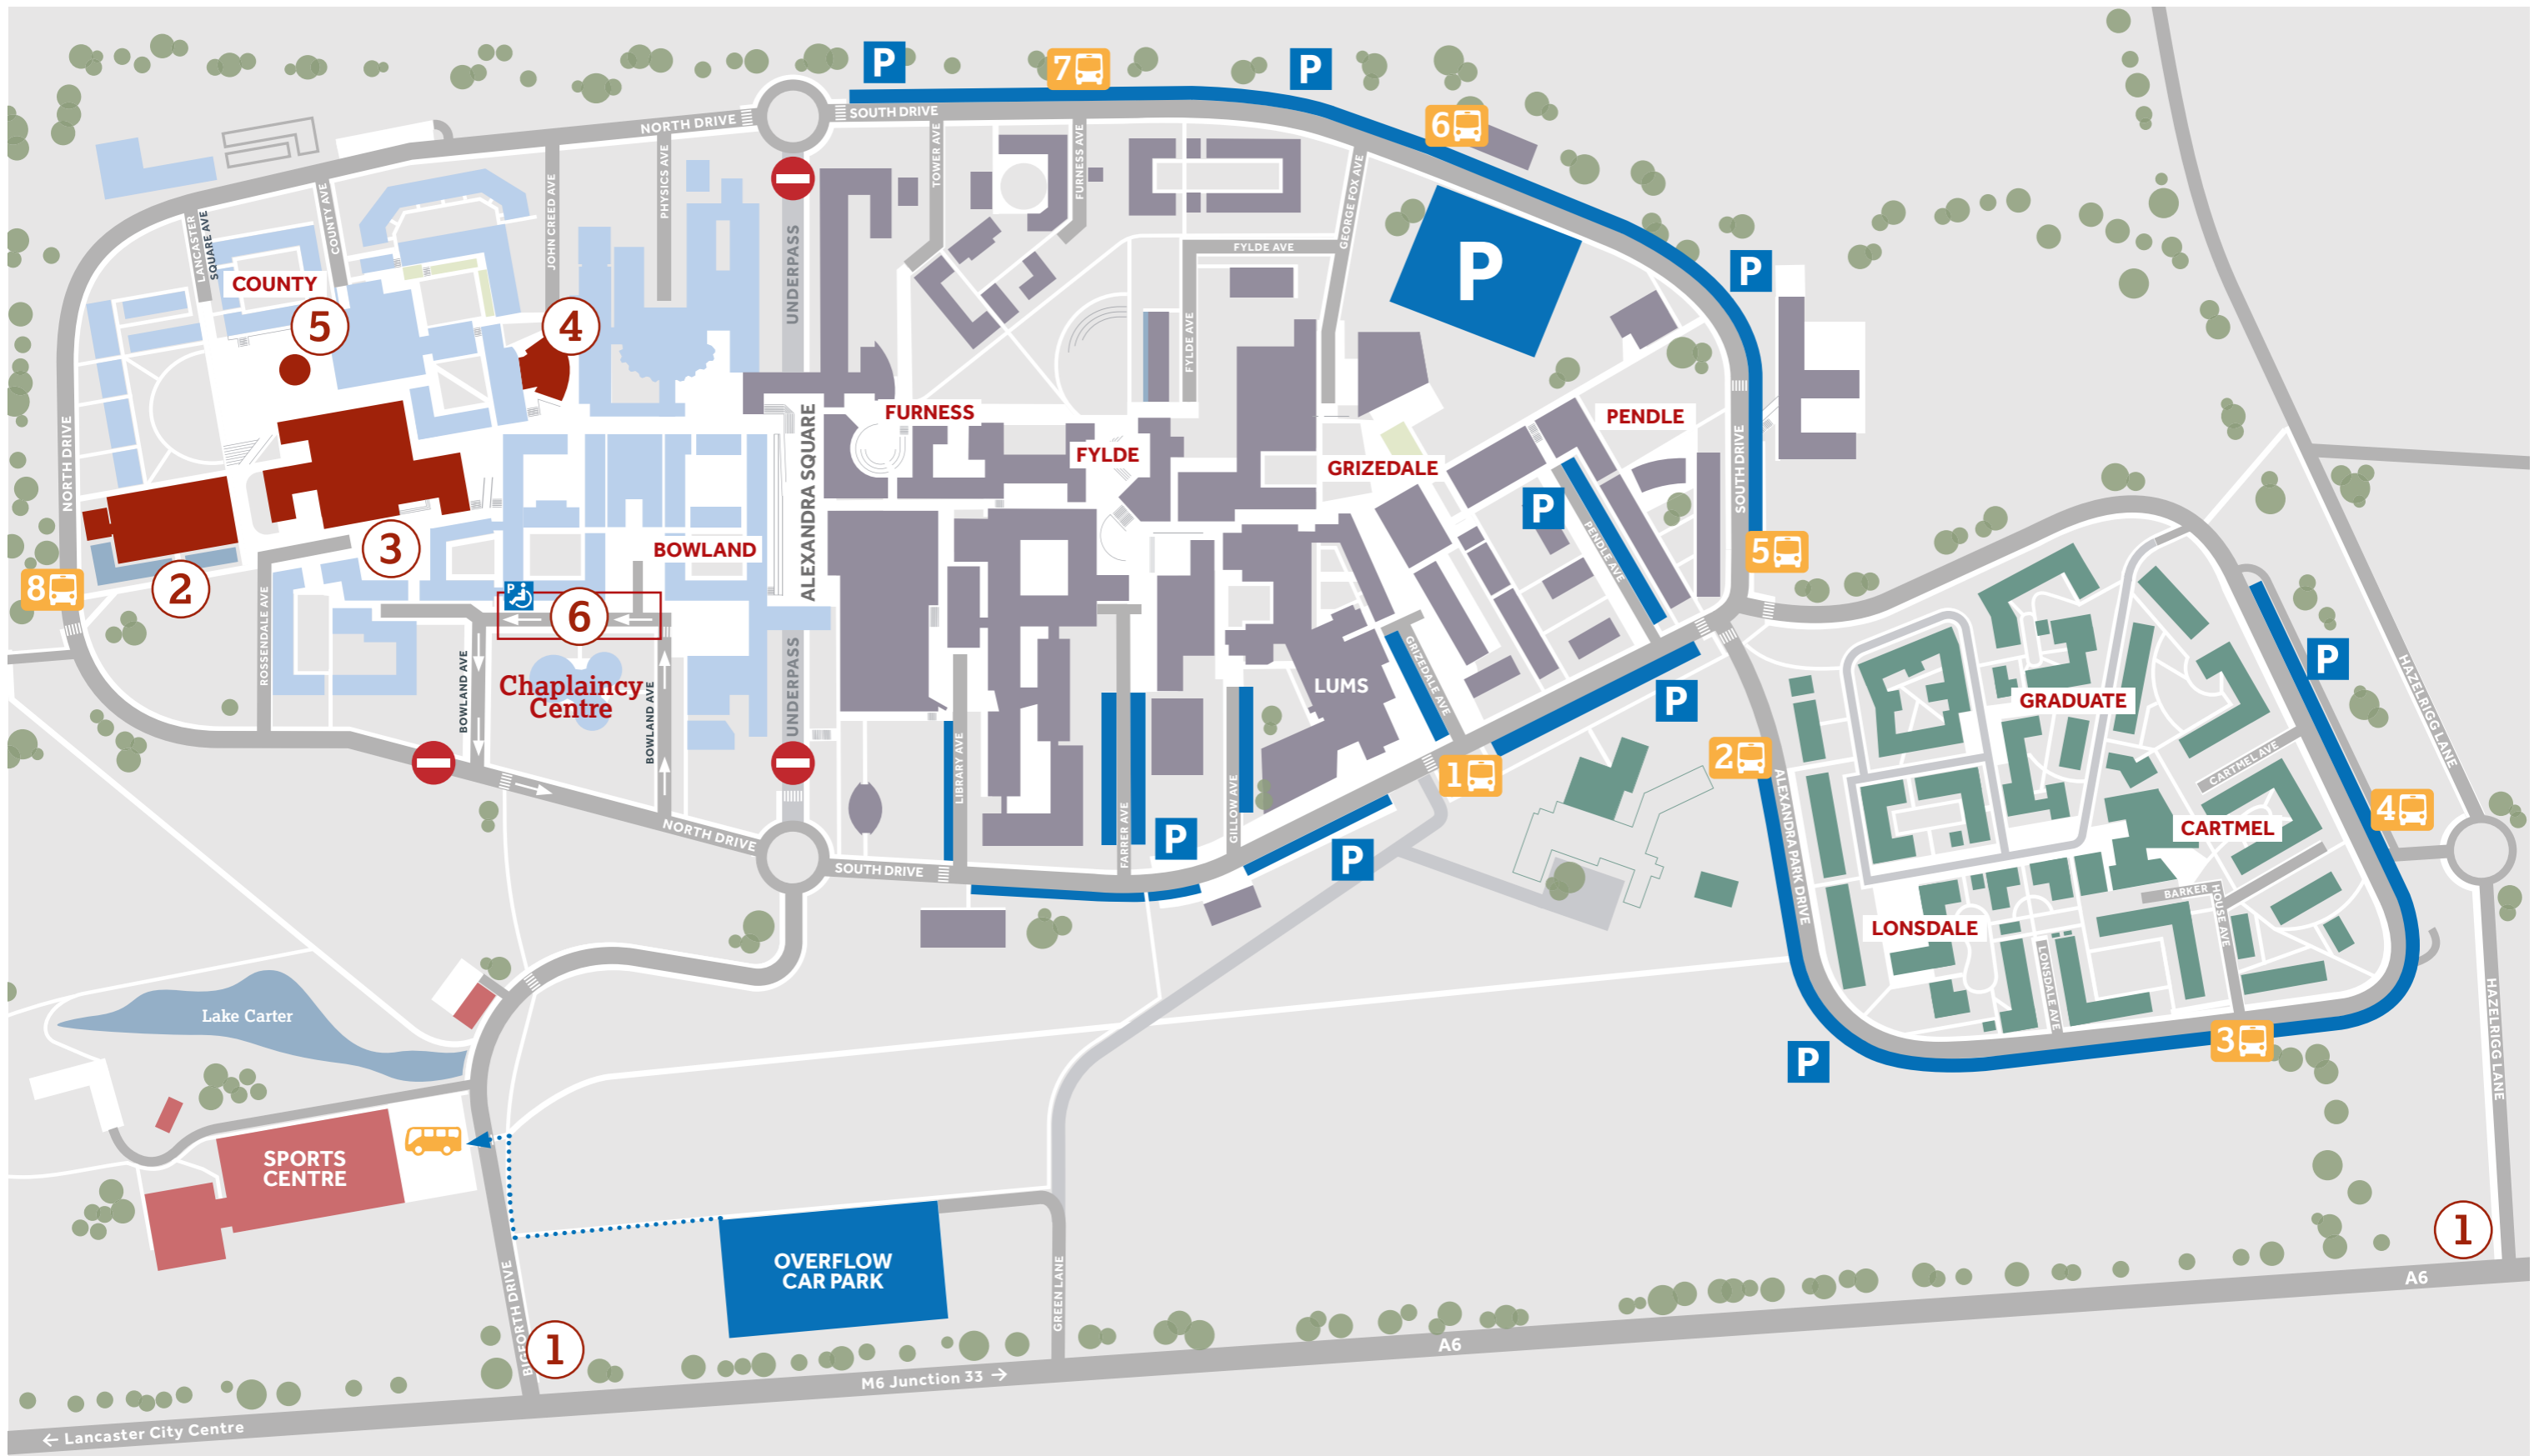 P
7
P
6
NORTH DRIVE
SOUTH DRIVE
TOWER AVE
FURNESS AVE
GEORGE FOX AVE
JOHN CREED AVE
PHYSICS AVE
COUNTY AVE
LANCASTER
SQUARE AVE
UNDERPASS
FYLDE AVE
FYLDE AVE
P
P
COUNTY
5
4
FURNESS
FYLDE
GRIZEDALE
PENDLE
NORTH DRIVE
ALEXANDRA SQUARE
SOUTH DRIVE
P
PENDLE AVE
5
BOWLAND
3
2
8
P
6
ROSSENDALE AVE
BOWLAND AVE
Chaplaincy
Centre
BOWLAND AVE
UNDERPASS
LIBRARY AVE
FARRER AVE
GILLOW AVE
LUMS
GRIZEDALE AVE
P
P
P
1
2
ALEXANDRA PARK DRIVE
GRADUATE
P
HAZELRIGG LANE
CARTMEL AVE
4
CARTMEL
BARKER
HOUSE AVE
LONSDALE
LONSDALE AVE
NORTH DRIVE
SOUTH DRIVE
3
P
HAZELRIGG LANE
Lake Carter
SPORTS
CENTRE
OVERFLOW
CAR PARK
GREEN LANE
BIGFORTH DRIVE
1
1
A6
A6
M6 Junction 33 →
← Lancaster City Centre